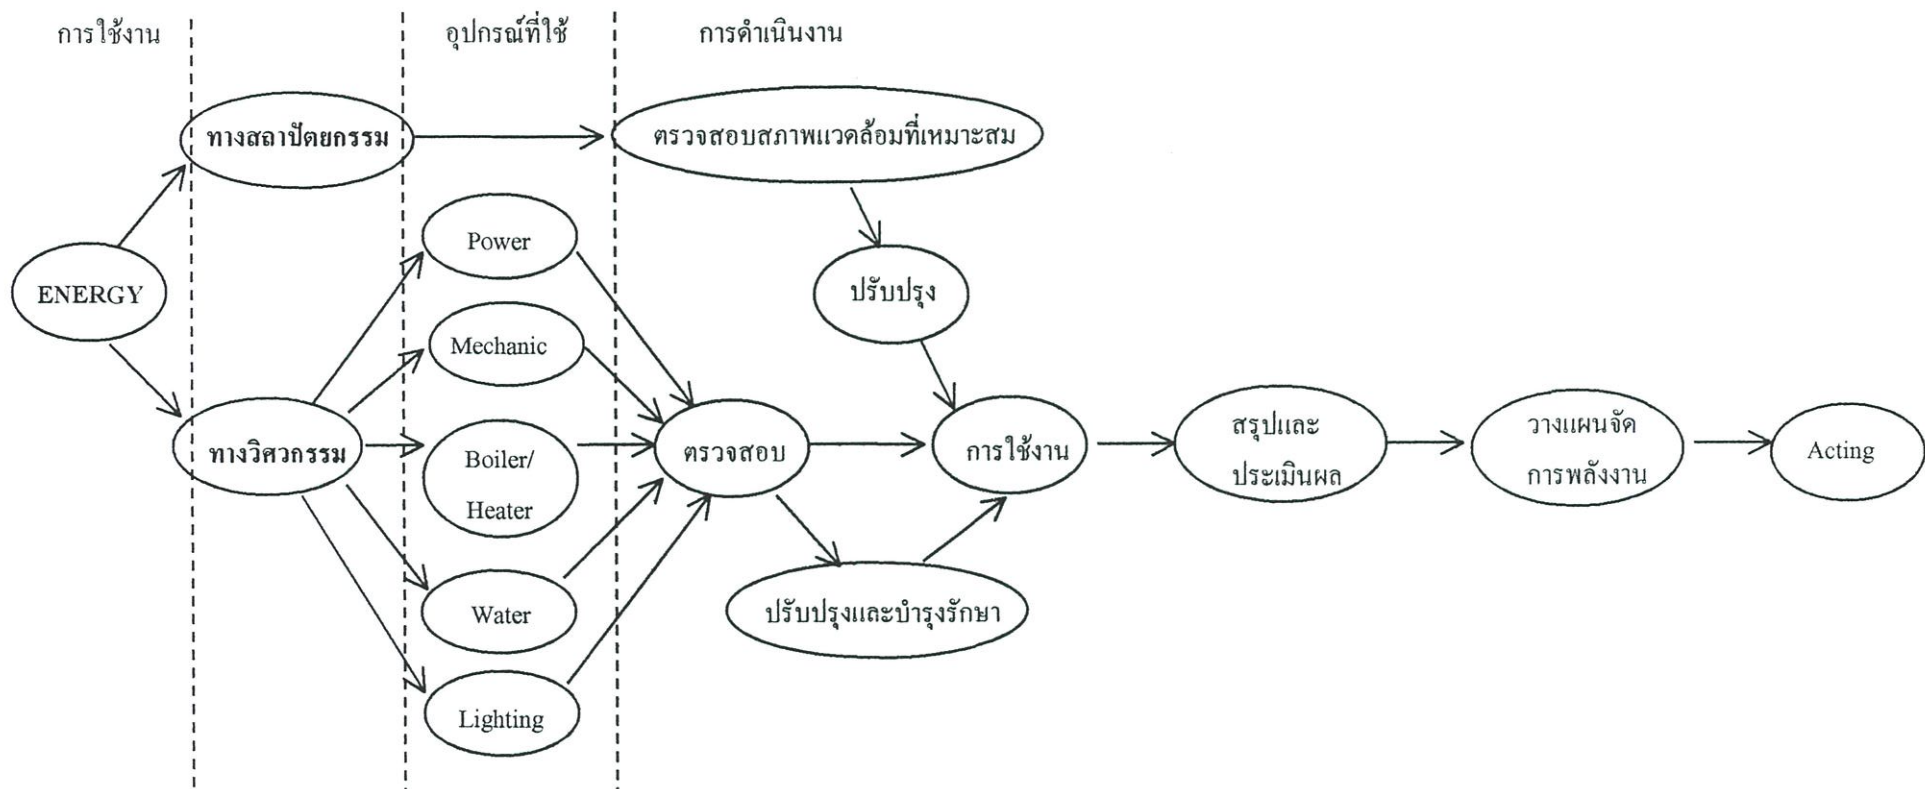 การใช้งาน
อุปกรณ์ที่ใช้
การดำเนินงาน
ทางสถาปัตยกรรม
ตรวจสอบสภาพแวดล้อมที่เหมาะสม
Power
ENERGY
ปรับปรุง
Mechanic
ทางวิศวกรรม
Boiler/
Heater
ตรวจสอบ
การใช้งาน
สรุปและ
ประเมินผล
วางแผนจัด
การพลังงาน
Acting
Water
ปรับปรุงและบำรุงรักษา
Lighting